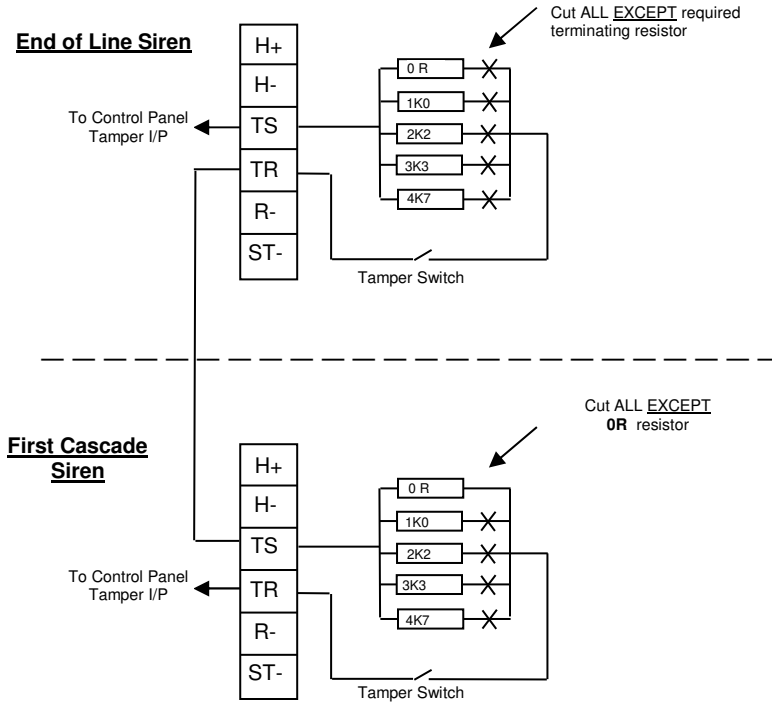 Cut ALL EXCEPT required
terminating resistor
End of Line Siren
H+
H-
TS
TR
R-
ST-
To Control Panel
Tamper I/P
0 R
1K0
2K2
3K3
4K7
Tamper Switch
Cut ALL EXCEPT
0R resistor
First Cascade
Siren
H+
H-
TS
TR
R-
ST-
To Control Panel
Tamper I/P
0 R
1K0
2K2
3K3
4K7
Tamper Switch